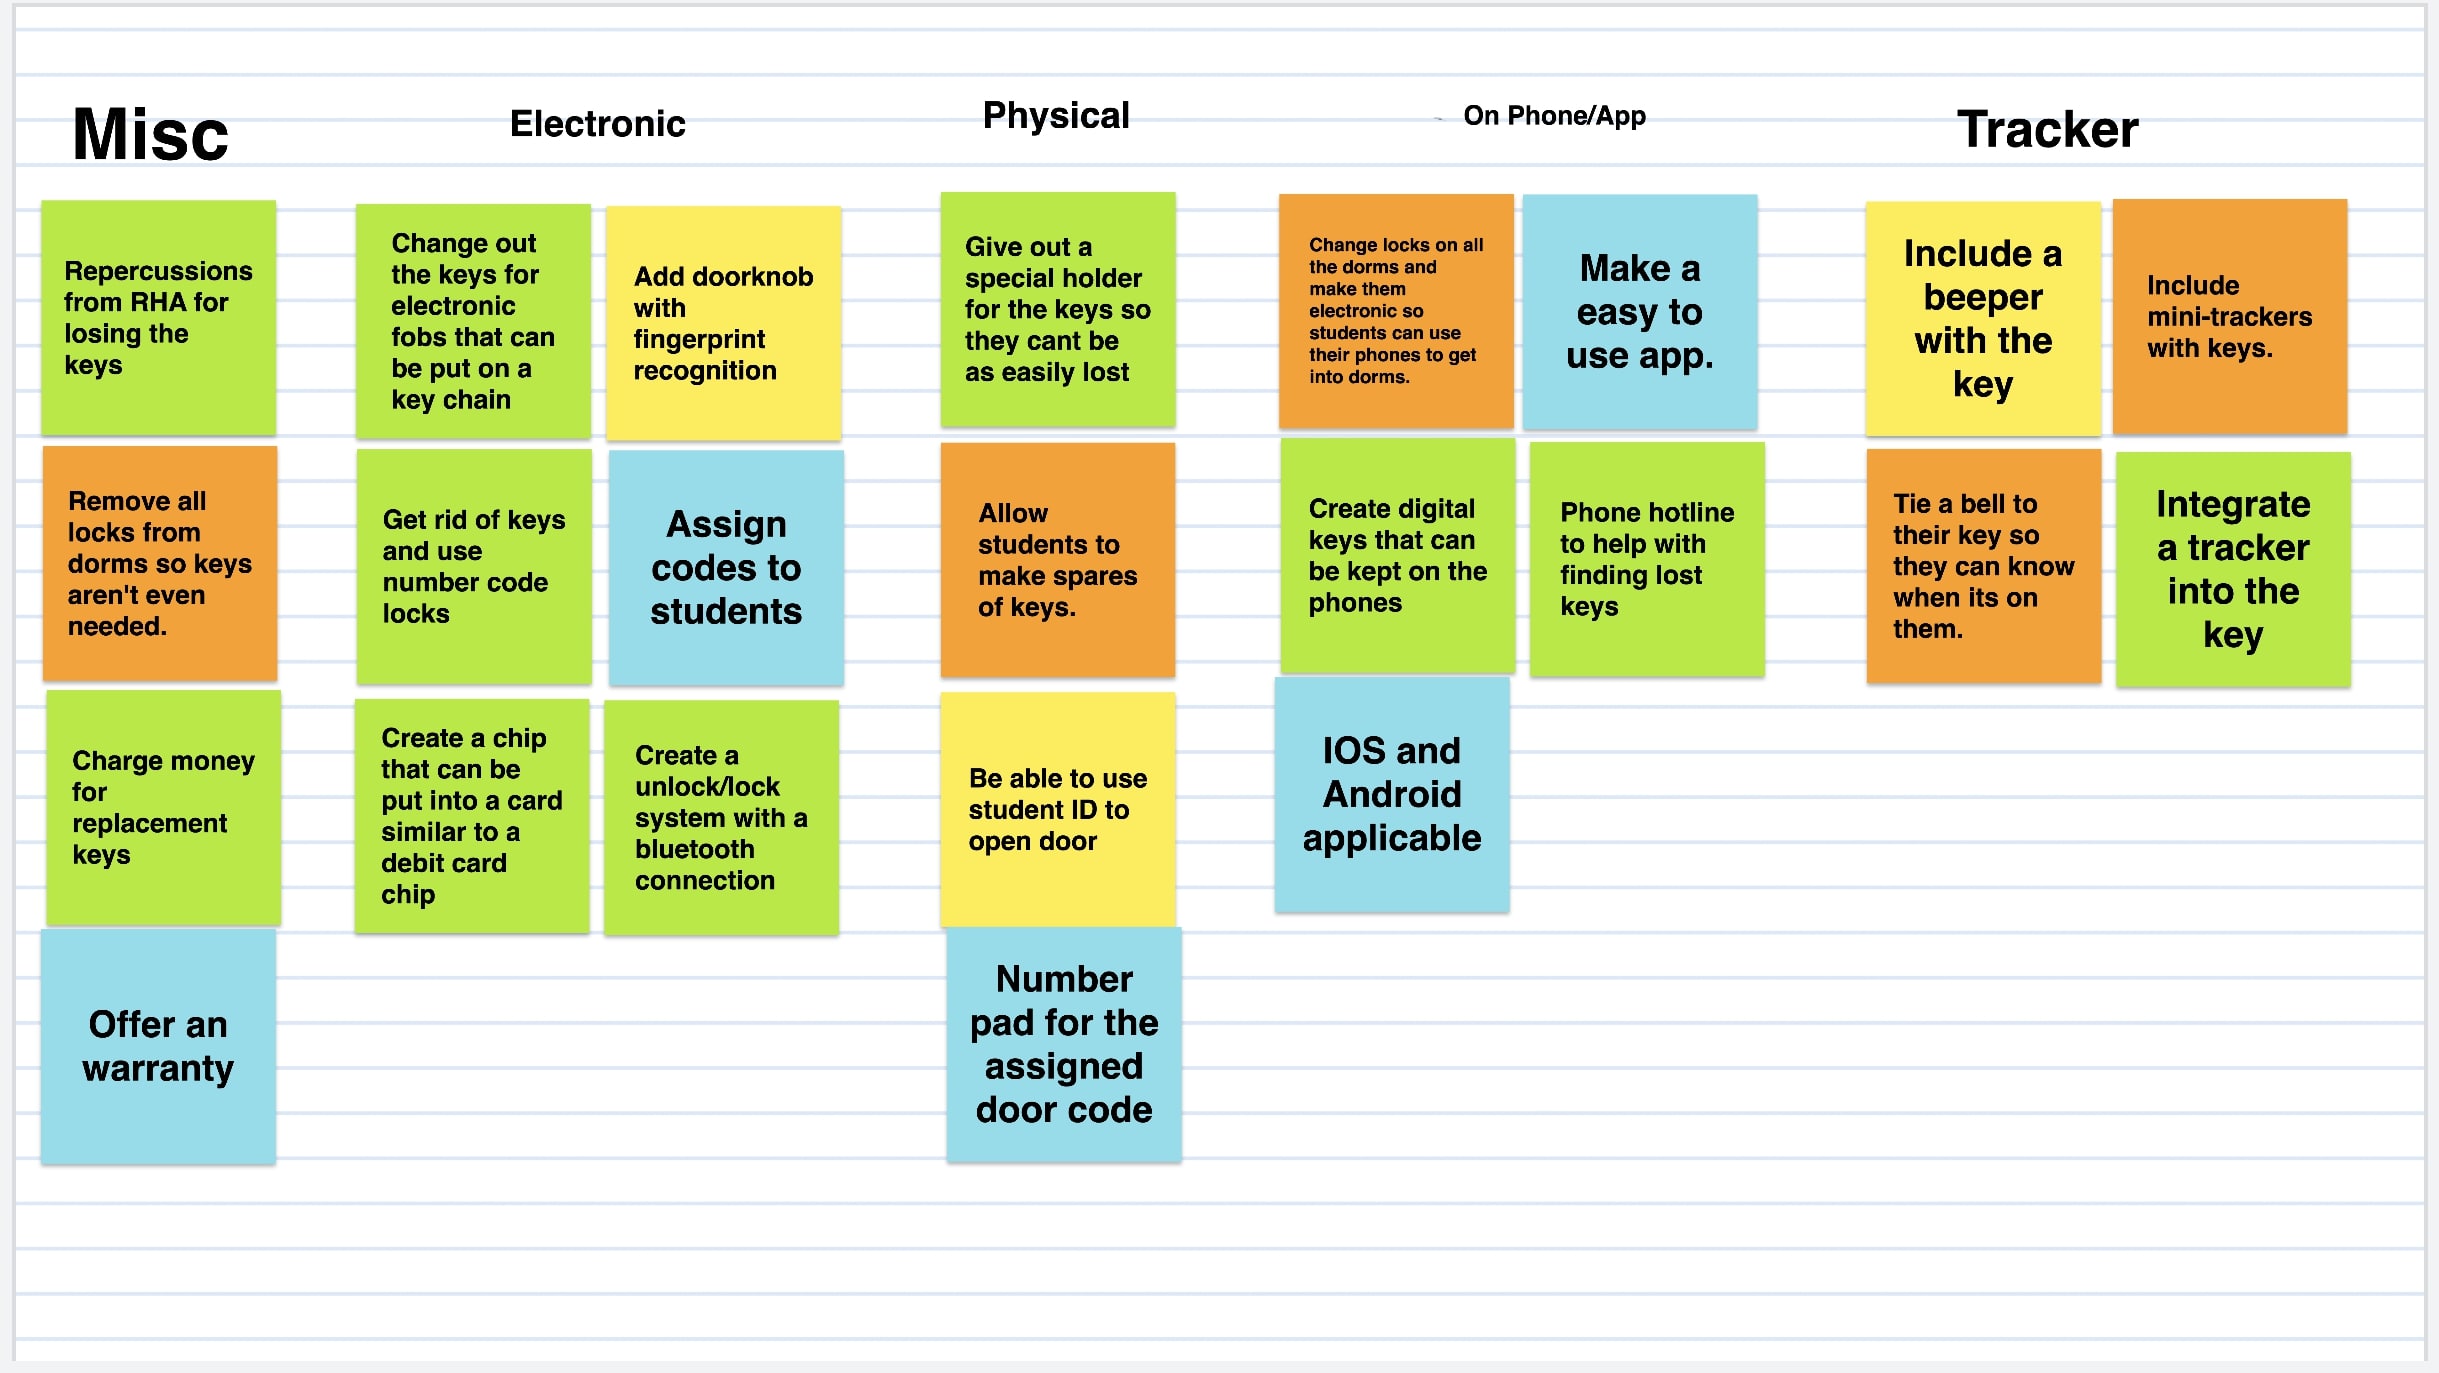 Misc
Electronic
Physical
On Phone/App
Tracker
Repercussions
from RHA for
losing the
keys
Remove all
locks from
dorms so keys
aren't even
needed.
Charge money
for
replacement
keys
Offer an
warranty
Change out
the keys for
electronic
fobs that can
be put on a
key chain
Add doorknob
with
fingerprint
recognition
Get rid of keys
and use
number code
locks
Assign
codes to
students
Create a chip
that can be
put into a card
similar to a
debit card
chip
Create a
unlock/lock
system with a
bluetooth
connection
Give out a
special holder
for the keys so
they cant be
as easily lost
Allow
students to
make spares
of keys.
Be able to use
student ID to
open door
Number
pad for the
assigned
door code
Change locks on all
the dorms and
make them
electronic so
students can use
their phones to get
into dorms.
Make a
easy to
use app.
Create digital
keys that can
be kept on the
phones
Phone hotline
to help with
finding lost
keys
IOS and
Android
applicable
Include a
beeper
with the
key
Include
mini-trackers
with keys.
Tie a bell to
their key so
they can know
when its on
them.
Integrate
a tracker
into the
key